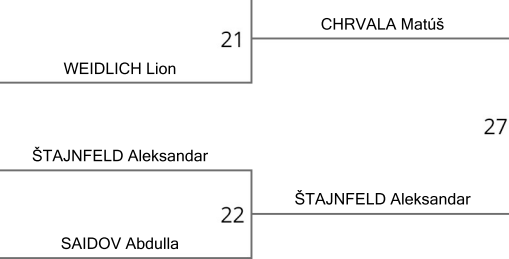 CHRVALA Matúš
21
WEIDLICH Lion
27
ŠTAJNFELD Aleksandar
ŠTAJNFELD Aleksandar
22
SAIDOV Abdulla